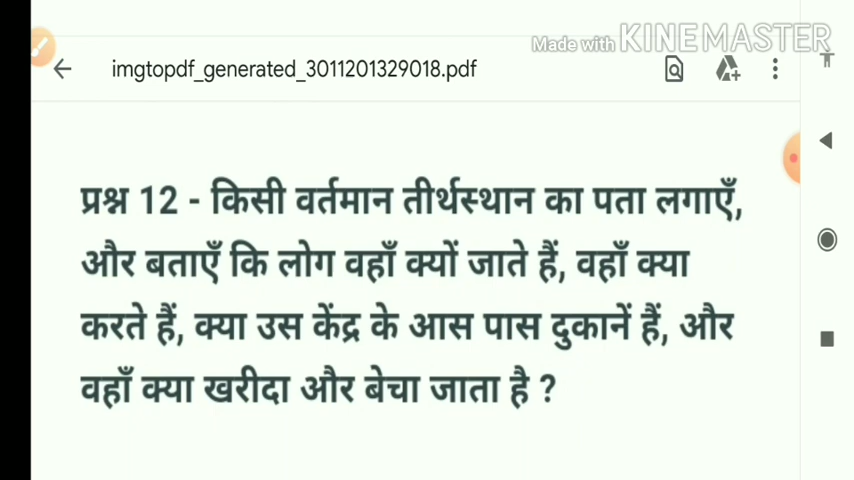 Made with KINEMASTER
imgtopdf_generated_3011201329018.pdf
प्रश्न 12 - किसी वर्तमान तीर्थस्थान का पता लगाएँ,
और बताएँ कि लोग वहाँ क्यों जाते हैं, वहाँ क्या
करते हैं, क्या उस केंद्र के आस पास दुकानें हैं, और
वहाँ क्या खरीदा और बेचा जाता है ?